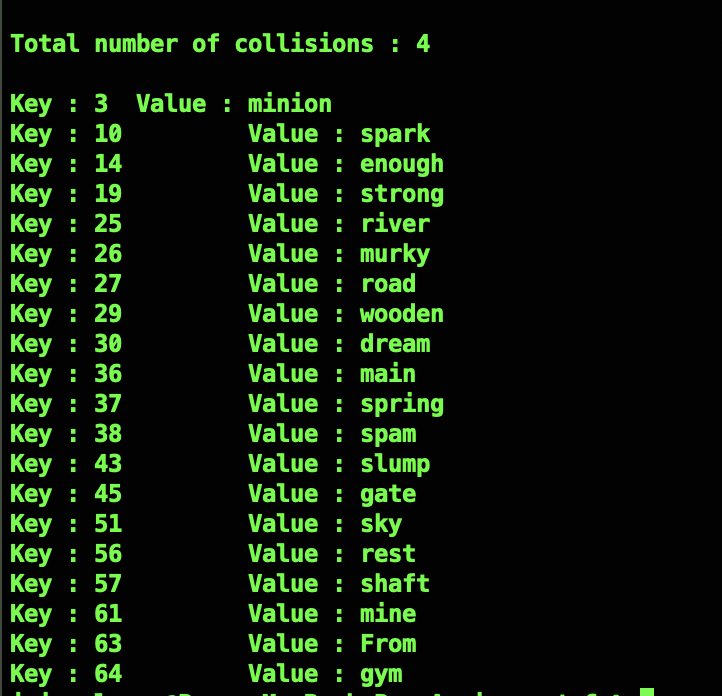 Total number of collisions : 4
Key : 3 Value : minion
Key : 10 Value : spark
Key : 14 Value : enough
Key : 19 Value : strong
Key : 25 Value : river
Key : 26 Value : murky
Key : 27 Value : road
Key : 29 Value : wooden
Key : 30 Value : dream
Key : 36 Value : main
Key : 37 Value : spring
Key : 38 Value : spam
Key : 43 Value : slump
Key : 45 Value : gate
Key : 51 Value : sky
Key : 56 Value : rest
Key : 57 Value : shaft
Key : 61 Value : mine
Key : 63 Value : From
Key : 64 Value : gym